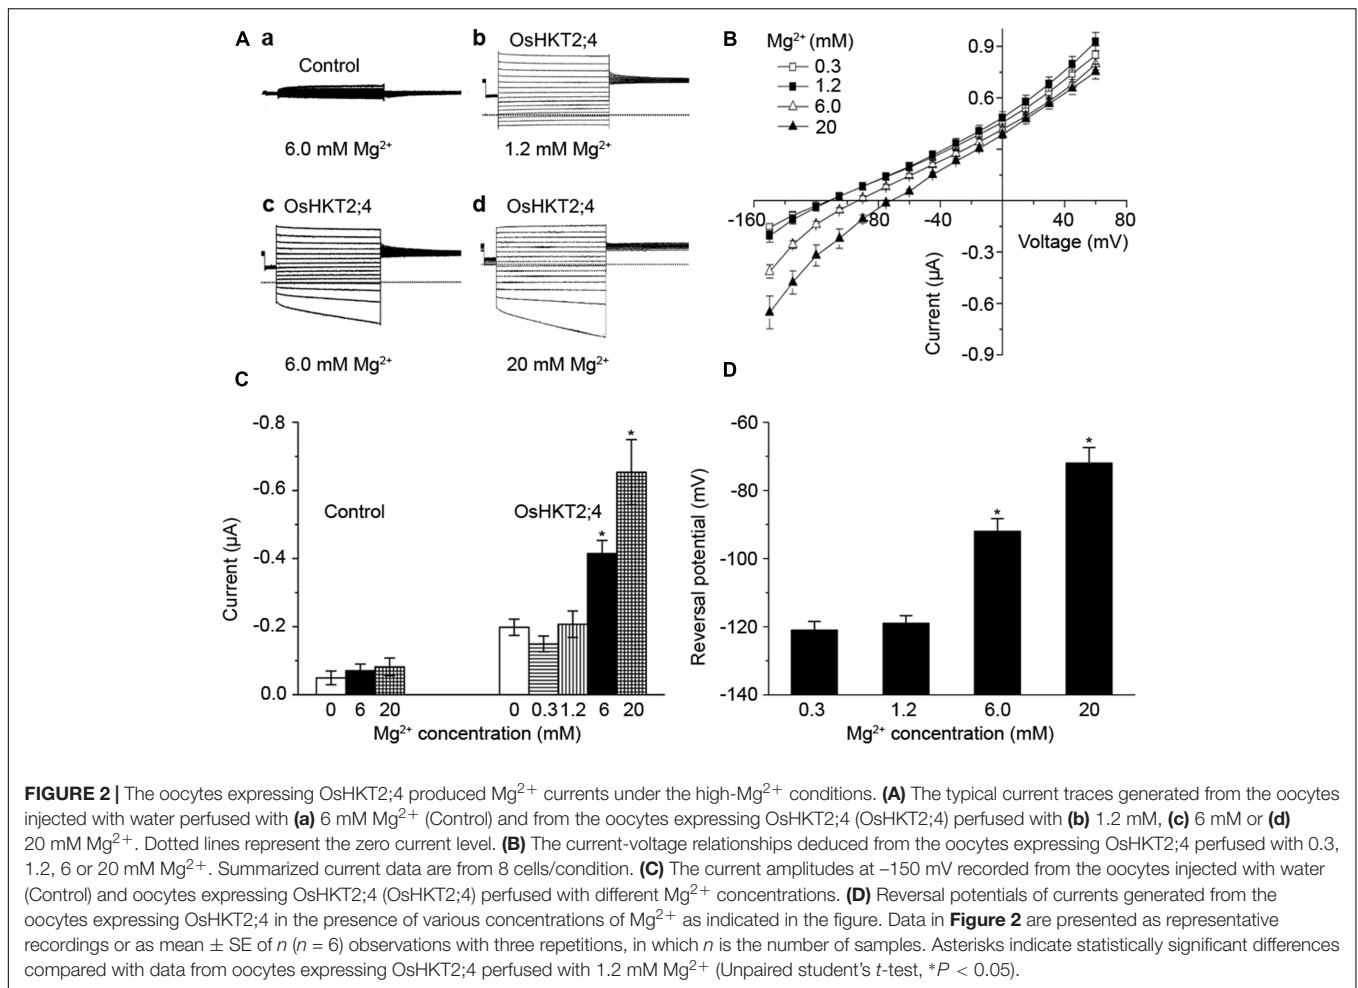 A a
Control
6.0 mM Mg²⁺
b OsHKT2;4
1.2 mM Mg²⁺
c OsHKT2;4
6.0 mM Mg²⁺
d OsHKT2;4
20 mM Mg²⁺
B
Mg²⁺ (mM)
0.3
1.2
6.0
20
0.9
0.6
-160 -80 -40 40 80
Voltage (mV)
-0.3
-0.6
-0.9
Current (µA)
C
-0.8
-0.6
-0.4
-0.2
0.0
Current (µA)
Control OsHKT2;4
* *
0 6 20 0 0.3 1.2 6 20
Mg²⁺ concentration (mM)
D
-60
-80
-100
-120
-140
Reversal potential (mV)
* *
0.3 1.2 6.0 20
Mg²⁺ concentration (mM)
FIGURE 2 | The oocytes expressing OsHKT2;4 produced Mg²⁺ currents under the high-Mg²⁺ conditions. (A) The typical current traces generated from the oocytes
injected with water perfused with (a) 6 mM Mg²⁺ (Control) and from the oocytes expressing OsHKT2;4 (OsHKT2;4) perfused with (b) 1.2 mM, (c) 6 mM or (d)
20 mM Mg²⁺. Dotted lines represent the zero current level. (B) The current-voltage relationships deduced from the oocytes expressing OsHKT2;4 perfused with 0.3,
1.2, 6 or 20 mM Mg²⁺. Summarized current data are from 8 cells/condition. (C) The current amplitudes at –150 mV recorded from the oocytes injected with water
(Control) and oocytes expressing OsHKT2;4 (OsHKT2;4) perfused with different Mg²⁺ concentrations. (D) Reversal potentials of currents generated from the
oocytes expressing OsHKT2;4 in the presence of various concentrations of Mg²⁺ as indicated in the figure. Data in Figure 2 are presented as representative
recordings or as mean ± SE of n (n = 6) observations with three repetitions, in which n is the number of samples. Asterisks indicate statistically significant differences
compared with data from oocytes expressing OsHKT2;4 perfused with 1.2 mM Mg²⁺ (Unpaired student's t-test, *P < 0.05).